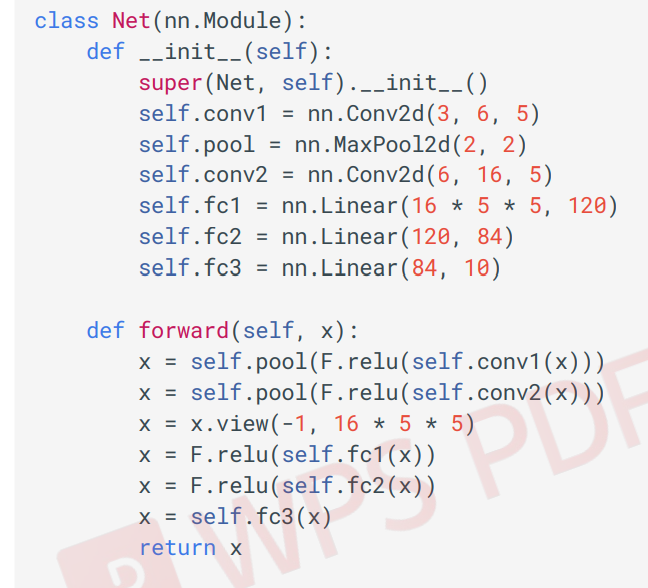 class Net(nn.Module):
    def __init__(self):
        super(Net, self).__init__()
        self.conv1 = nn.Conv2d(3, 6, 5)
        self.pool = nn.MaxPool2d(2, 2)
        self.conv2 = nn.Conv2d(6, 16, 5)
        self.fc1 = nn.Linear(16 * 5 * 5, 120)
        self.fc2 = nn.Linear(120, 84)
        self.fc3 = nn.Linear(84, 10)

    def forward(self, x):
        x = self.pool(F.relu(self.conv1(x)))
        x = self.pool(F.relu(self.conv2(x)))
        x = x.view(-1, 16 * 5 * 5)
        x = F.relu(self.fc1(x))
        x = F.relu(self.fc2(x))
        x = self.fc3(x)
        return x
WPS PDF